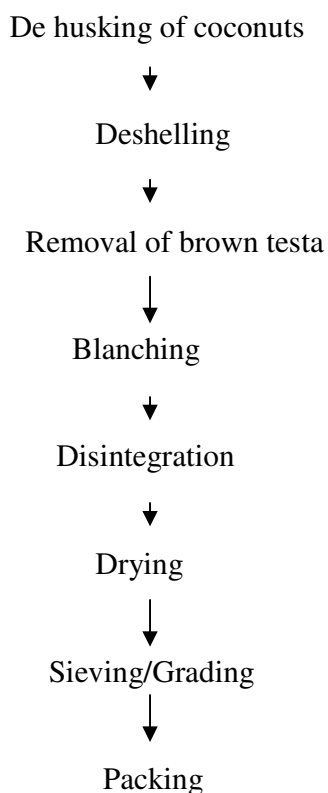 De husking of coconuts
Deshelling
Removal of brown testa
Blanching
Disintegration
Drying
Sieving/Grading
Packing